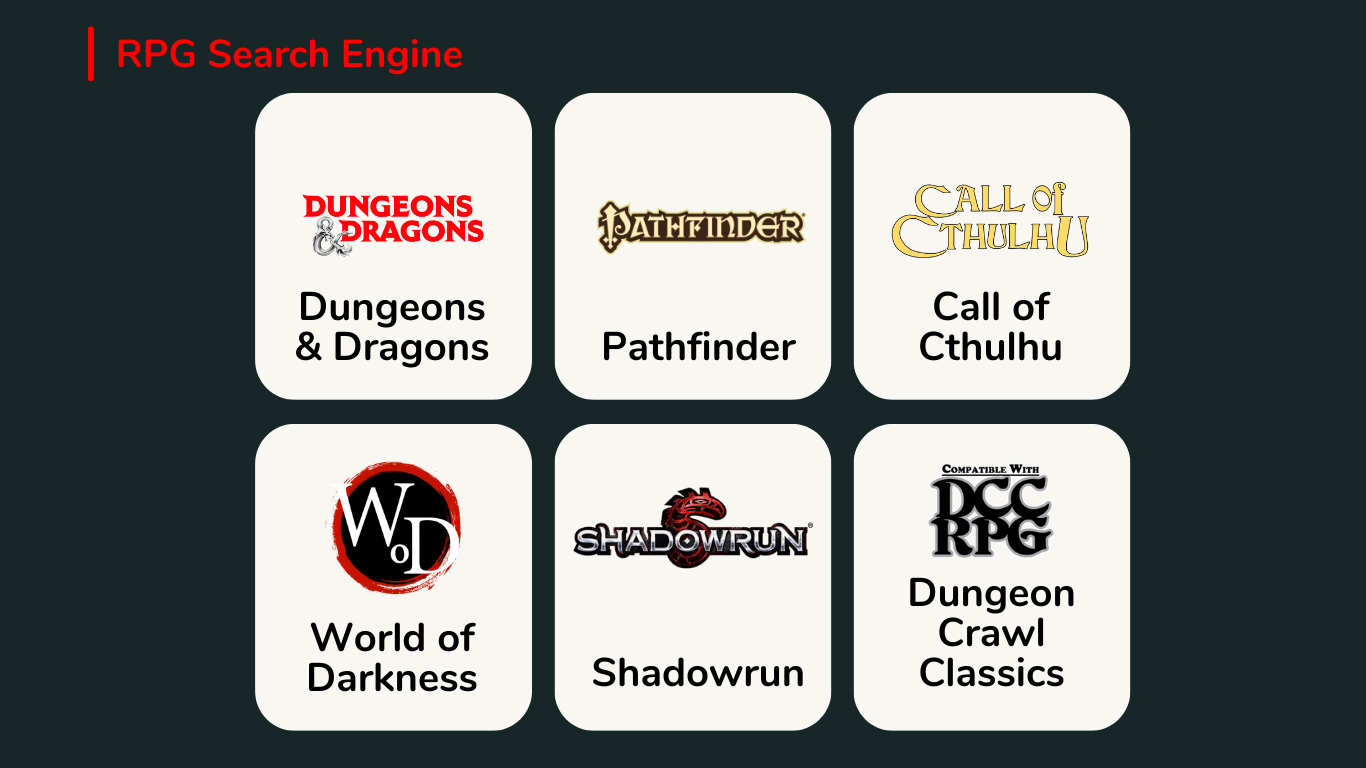 RPG Search Engine
DUNGEONS
& DRAGONS
Dungeons
& Dragons
PATHFINDER
Pathfinder
CALL of
CTHULHU
Call of
Cthulhu
WoD
World of
Darkness
SHADOWRUN®
Shadowrun
COMPATIBLE WITH
DCC
RPG
Dungeon
Crawl
Classics